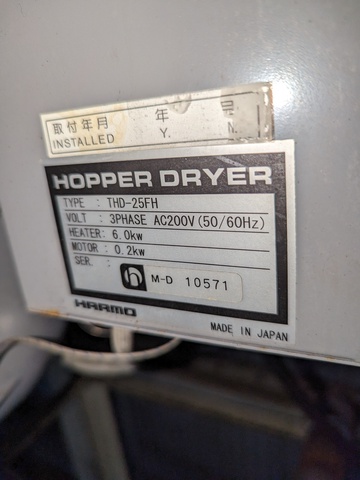 取付年月 年 号
INSTALLED Y. N.
HOPPER DRYER
TYPE : THD-25FH
VOLT : 3PHASE AC200V(50/60Hz)
HEATER: 6.0kw
MOTOR : 0.2kw
SER. : h M-D 10571
HARMO MADE IN JAPAN